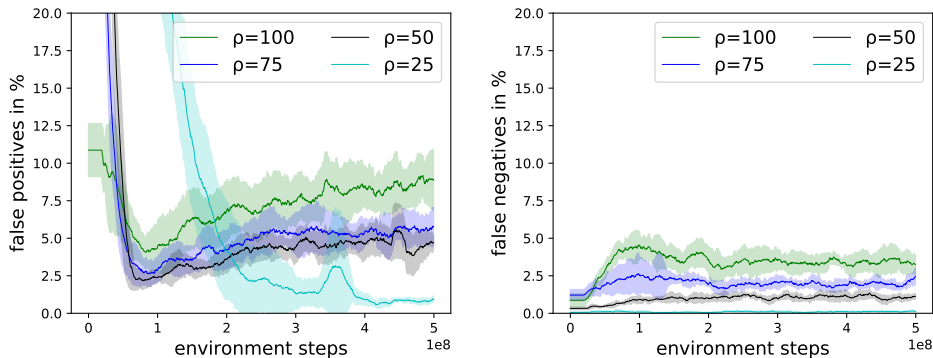 20.0
17.5
15.0
12.5
10.0
7.5
5.0
2.5
0.0
false positives in %
ρ=100 ρ=50
ρ=75 ρ=25
0 1 2 3 4 5
1e8
environment steps
20.0
17.5
15.0
12.5
10.0
7.5
5.0
2.5
0.0
false negatives in %
ρ=100 ρ=50
ρ=75 ρ=25
0 1 2 3 4 5
1e8
environment steps